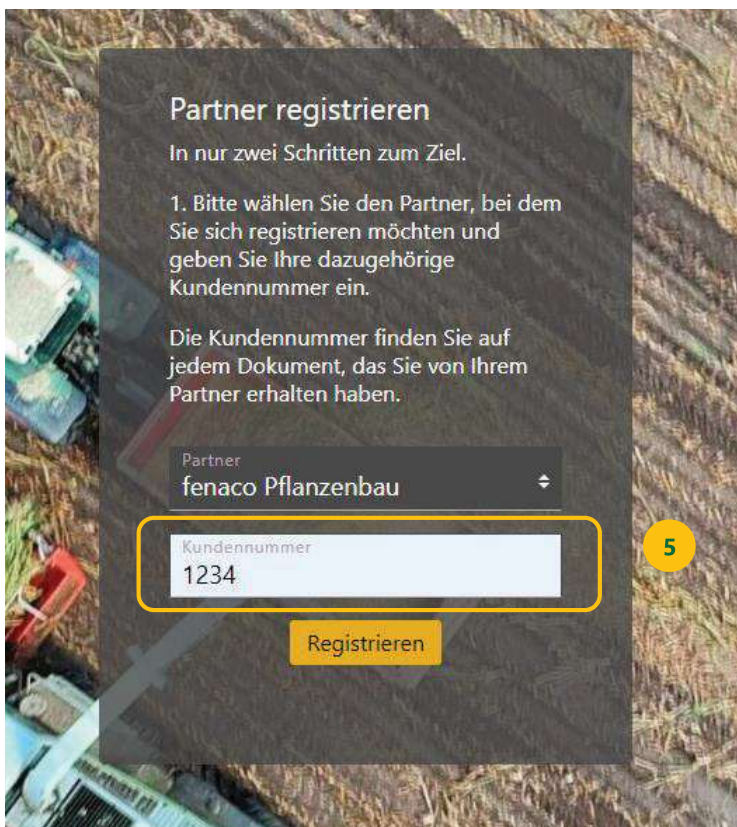 Partner registrieren
In nur zwei Schritten zum Ziel.
1. Bitte wählen Sie den Partner, bei dem
Sie sich registrieren möchten und
geben Sie Ihre dazugehörige
Kundennummer ein.
Die Kundennummer finden Sie auf
jedem Dokument, das Sie von Ihrem
Partner erhalten haben.
Partner
fenaco Pflanzenbau
Kundennummer
1234
5
Registrieren